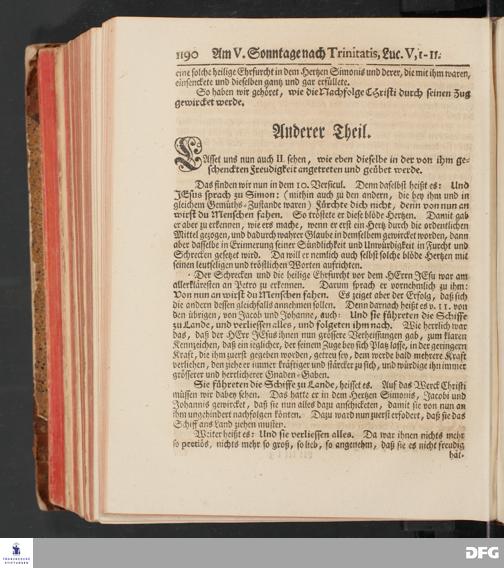 1190 Am V. Sonntage nach Trinitatis, Luc. V, 1-11.
eine solche heilige Ehrfurcht in dem Hertzen Simonis und derer, die mit ihm waren,
einsenckete und dieselben gantz und gar erfüllete.
So haben wir gehöret, wie die Nachfolge Christi durch seinen Zug
gewircket werde.
Anderer Theil.
LAsset uns nun auch II. sehen, wie eben dieselbe in der von ihm ge-
schenckten Freudigkeit angetreten und geübet werde.
Das finden wir nun in dem 10. Versicul. Denn daselbst heißt es: Und
JEsus sprach zu Simon: (mithin auch zu den andern, die bey ihm und in
gleichem Gemüths-Zustande waren) Fürchte dich nicht, denn von nun an
wirst du Menschen fahen. So tröstete er diese blöde Hertzen. Damit gab
er aber zu erkennen, wie ers mache, wenn er erst ein Hertz durch die ordentlichen
Mittel gezogen, und dadurch wahrer Glaube in demselbem gewircket worden, dann
aber dasselbe in Erinnerung seiner Sündlichkeit und Unwürdigkeit in Furcht und
Schrecken gesetzt wird. Da will er nemlich auch selbst solche blöde Hertzen mit
seinen leutseligen und tröstlichen Worten aufrichten.
Der Schrecken und die heilige Ehrfurcht vor dem HErrn JEsu war am
allerkläresten an Petro zu erkennen. Darum sprach er vornehmlich zu ihm:
Von nun an wirst du Menschen fahen. Es zeiget aber der Erfolg, daß sich
die andern dessen gleichfalls annehmen sollen. Denn darnach heißt es v. 11. von
den übrigen, von Jacob und Johanne, auch: Und sie führeten die Schiffe
zu Lande, und verliessen alles, und folgeten ihm nach. Wie herrlich war
das, daß der HErr JEsus ihnen nun grössere Verheissungen gab, zum klaren
Kennzeichen, daß ein ieglicher, der seinem Zuge bey sich Platz lasse, in der geringern
Kraft, die ihm zuerst gegeben worden, getreu sey, dem werde bald mehrere Kraft
verliehen, den ziehe er immer kräftiger und stärcker zu sich, und würdige ihn immer
grösserer und herrlicherer Gnaden-Gaben.
Sie führeten die Schiffe zu Lande, heisset es. Auf das Werck Christi
müssen wir dabey sehen. Das hatte er in dem Hertzen Simonis, Jacobi und
Johannis gewircket, daß sie nun alles dazu anschicketen, damit sie von nun an
ihm ungehindert nachfolgen könten. Dazu ward nun zuerst erfodert, daß sie das
Schiff ans Land ziehen musten.
Weiter heißt es: Und sie verliessen alles. Da war ihnen nichts mehr
so pretiös, nichts mehr so groß, so lieb, so angenehm, daß sie es nicht freudig
hät-
FRANCKESCHE
STIFTUNGEN
DFG